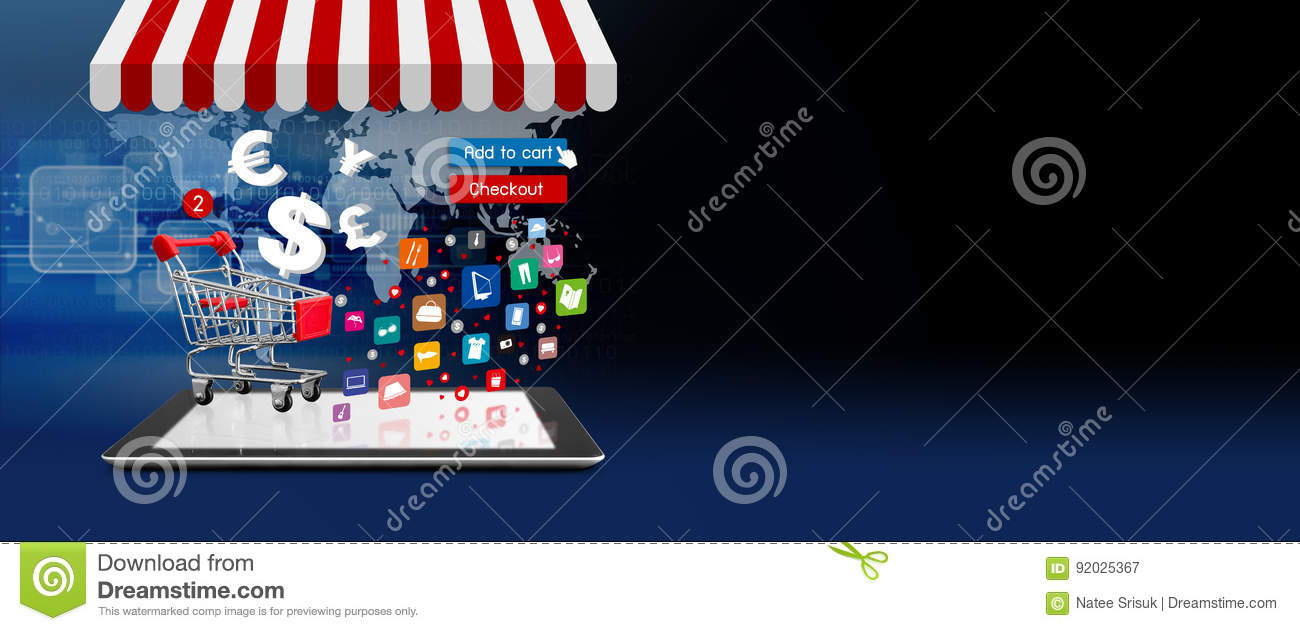 Add to cart
2
Checkout
€
¥
$
£
dreamstime
dreamstime
dreamstime
dreamstime
Download from
Dreamstime.com
This watermarked comp image is for previewing purposes only.
ID 92025367
© Natee Srisuk | Dreamstime.com